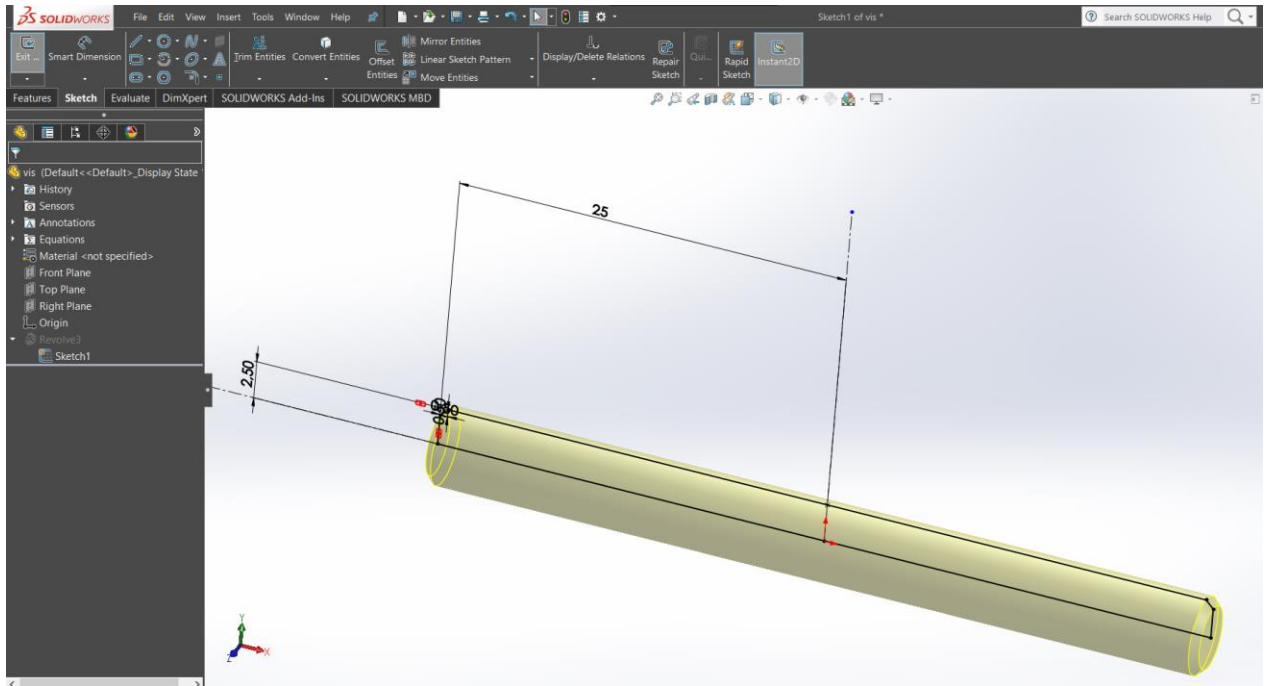 SOLIDWORKS File Edit View Insert Tools Window Help Sketch1 of vis * Search SOLIDWORKS Help
Exit ... Smart Dimension Trim Entities Convert Entities Offset Entities Mirror Entities Linear Sketch Pattern Move Entities Display/Delete Relations Repair Sketch Qui... Rapid Sketch Instant2D
Features Sketch Evaluate DimXpert SOLIDWORKS Add-Ins SOLIDWORKS MBD
vis (Default<<Default>_Display State
History
Sensors
Annotations
Equations
Material <not specified>
Front Plane
Top Plane
Right Plane
Origin
Revolve3
Sketch1
25
2,50
Y
Z
X